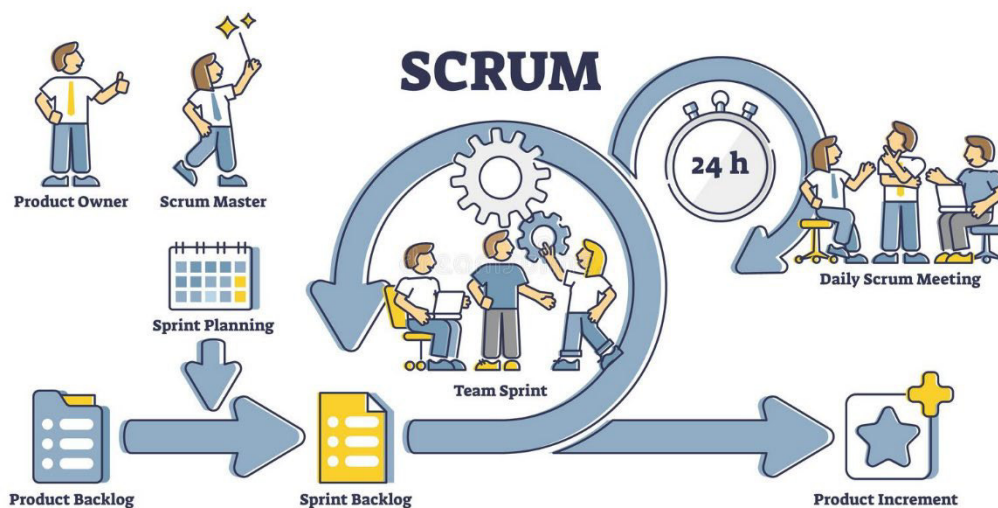 SCRUM
Product Owner
Scrum Master
24 h
Daily Scrum Meeting
Sprint Planning
Team Sprint
Product Backlog
Sprint Backlog
Product Increment